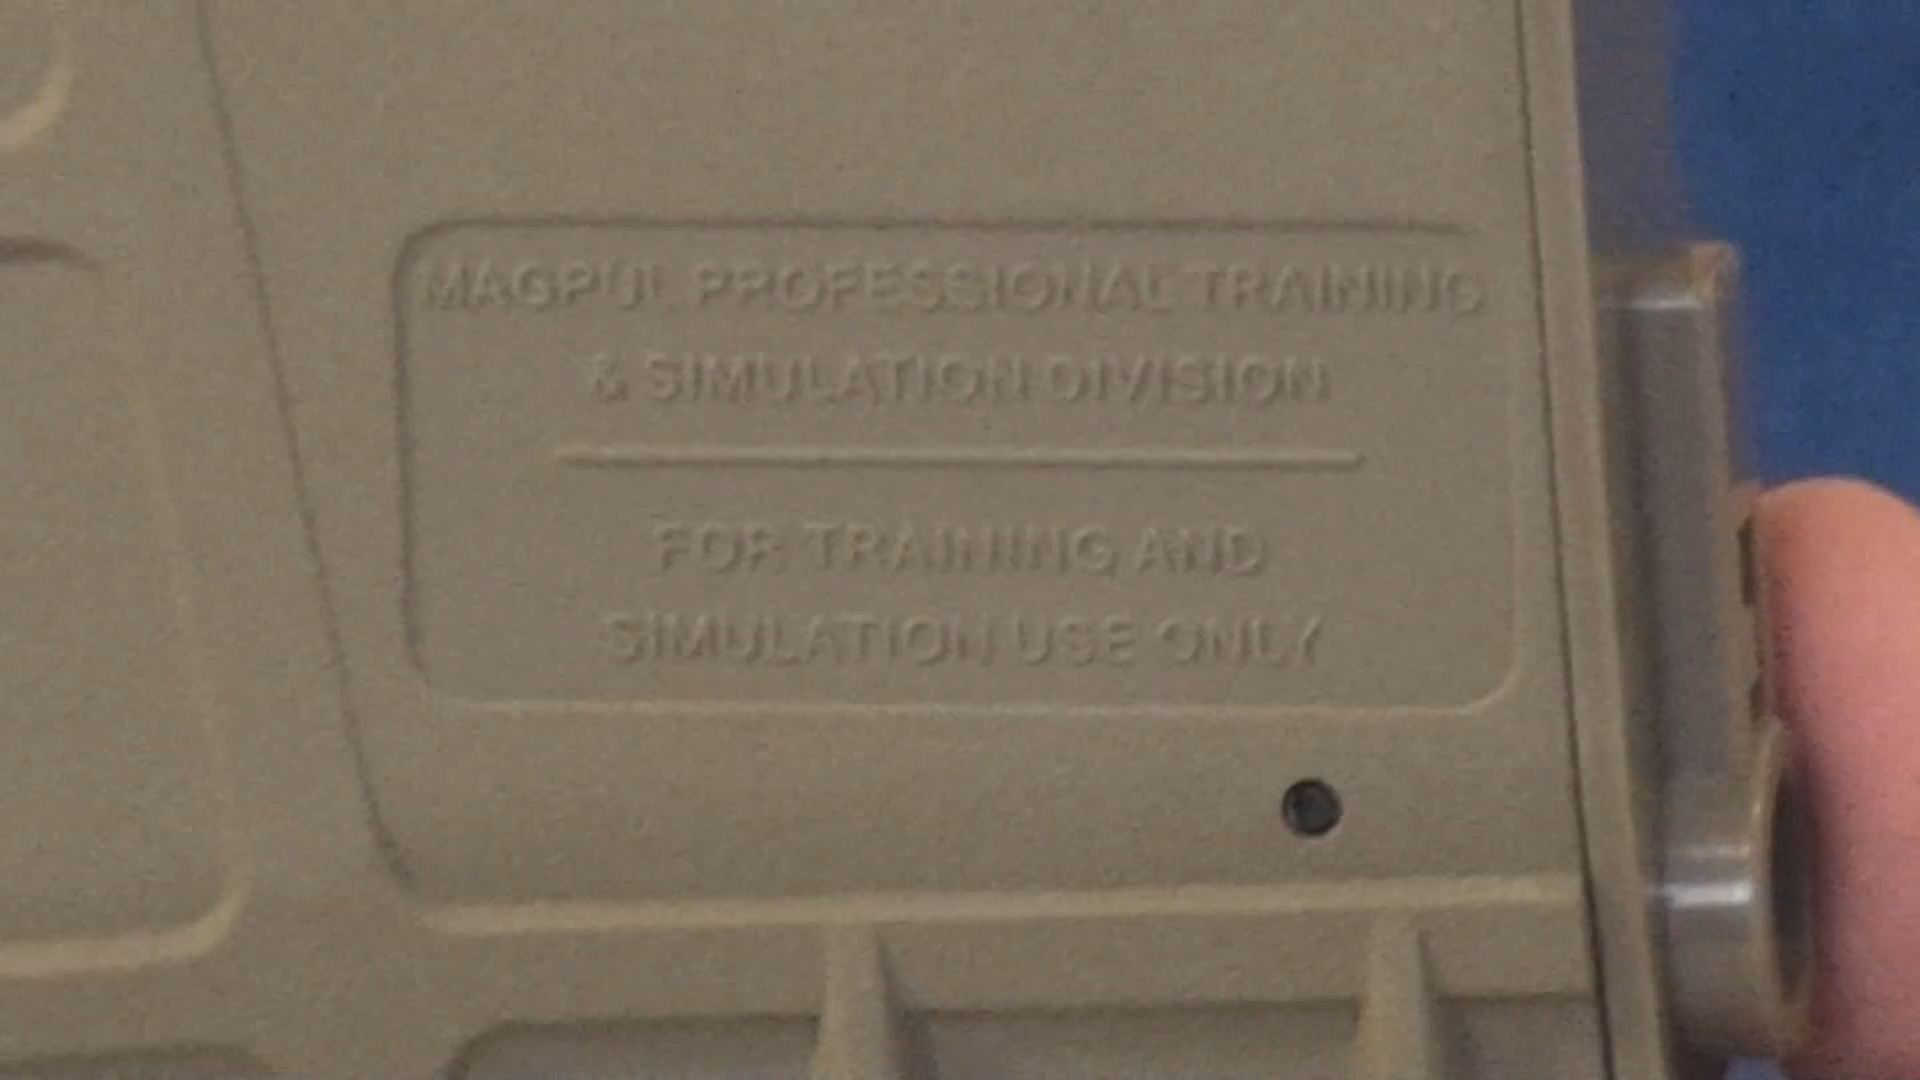 MAGPUL PROFESSIONAL TRAINING
& SIMULATION DIVISION
FOR TRAINING AND
SIMULATION USE ONLY